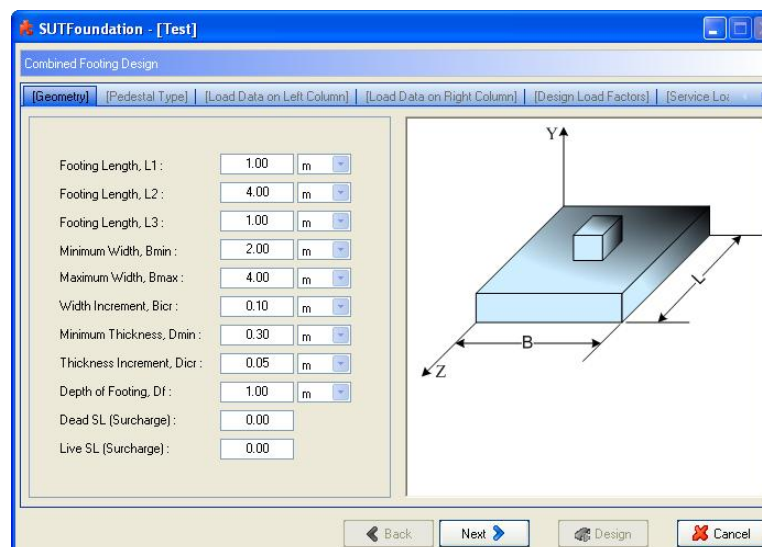 SUTFoundation - [Test]
Combined Footing Design
[Geometry] [Pedestal Type] [Load Data on Left Column] [Load Data on Right Column] [Design Load Factors] [Service Loa
Footing Length, L1 : 1.00 m
Footing Length, L2 : 4.00 m
Footing Length, L3 : 1.00 m
Minimum Width, Bmin : 2.00 m
Maximum Width, Bmax : 4.00 m
Width Increment, Bicr : 0.10 m
Minimum Thickness, Dmin : 0.30 m
Thickness Increment, Dicr : 0.05 m
Depth of Footing, Df : 1.00 m
Dead SL (Surcharge) : 0.00
Live SL (Surcharge) : 0.00
Y
L
B
Z
Back Next Design Cancel